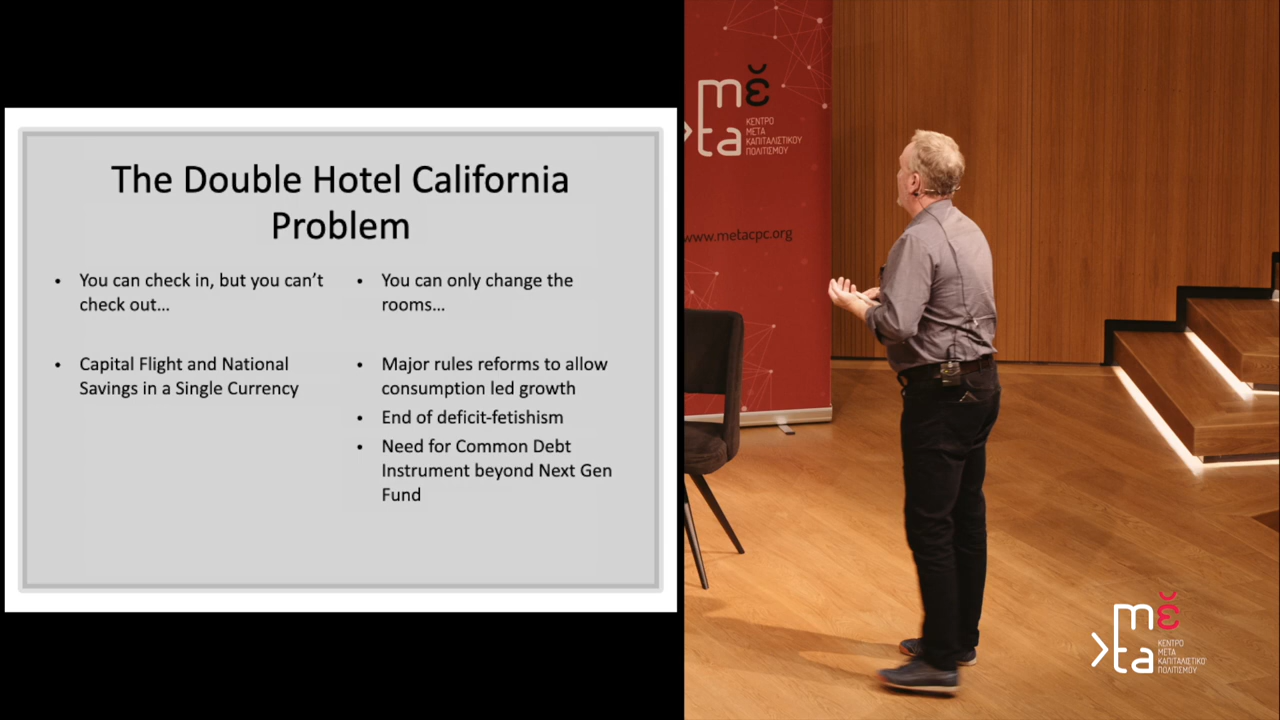 The Double Hotel California
Problem
• You can check in, but you can't
check out...
• Capital Flight and National
Savings in a Single Currency
• You can only change the
rooms...
• Major rules reforms to allow
consumption led growth
• End of deficit-fetishism
• Need for Common Debt
Instrument beyond Next Gen
Fund
mε̆
ta
ΚΕΝΤΡΟ
ΜΕΤΑ
ΚΑΠΙΤΑΛΙΣΤΙΚΟΥ
ΠΟΛΙΤΙΣΜΟΥ
www.metacpc.org
mε̆
ta
ΚΕΝΤΡΟ
ΜΕΤΑ
ΚΑΠΙΤΑΛΙΣΤΙΚΟΥ
ΠΟΛΙΤΙΣΜΟΥ